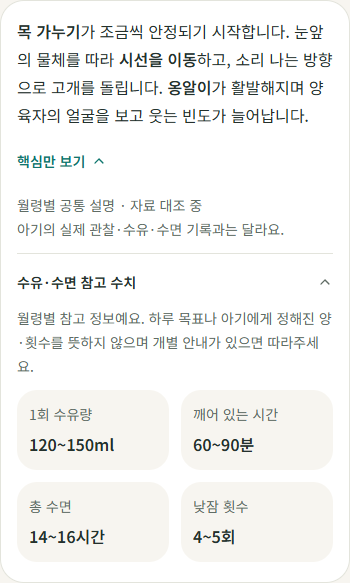 목 가누기가 조금씩 안정되기 시작합니다. 눈앞
의 물체를 따라 시선을 이동하고, 소리 나는 방향
으로 고개를 돌립니다. 옹알이가 활발해지며 양
육자의 얼굴을 보고 웃는 빈도가 늘어납니다.
핵심만 보기
월령별 공통 설명 · 자료 대조 중
아기의 실제 관찰·수유·수면 기록과는 달라요.
수유·수면 참고 수치
월령별 참고 정보예요. 하루 목표나 아기에게 정해진 양
·횟수를 뜻하지 않으며 개별 안내가 있으면 따라주세
요.
1회 수유량
120~150ml
깨어 있는 시간
60~90분
총 수면
14~16시간
낮잠 횟수
4~5회